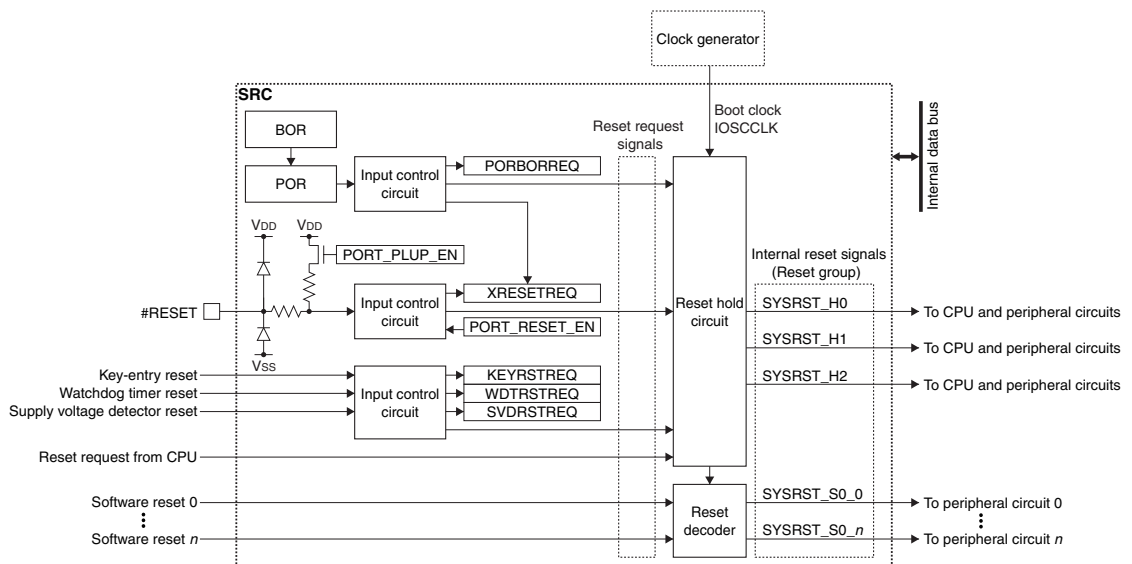 Clock generator
SRC
Boot clock
IOSCCLK
BOR
Reset request
signals
Internal data bus
POR
Input control
circuit
PORBORREQ
VDD
VDD
PORT_PLUP_EN
Internal reset signals
(Reset group)
#RESET
Input control
circuit
XRESETREQ
PORT_RESET_EN
Reset hold
circuit
SYSRST_H0
To CPU and peripheral circuits
SYSRST_H1
To CPU and peripheral circuits
VSS
SYSRST_H2
To CPU and peripheral circuits
Key-entry reset
Watchdog timer reset
Supply voltage detector reset
Input control
circuit
KEYRSTREQ
WDTRSTREQ
SVDRSTREQ
Reset request from CPU
Software reset 0
Software reset n
Reset
decoder
SYSRST_S0_0
To peripheral circuit 0
SYSRST_S0_n
To peripheral circuit n